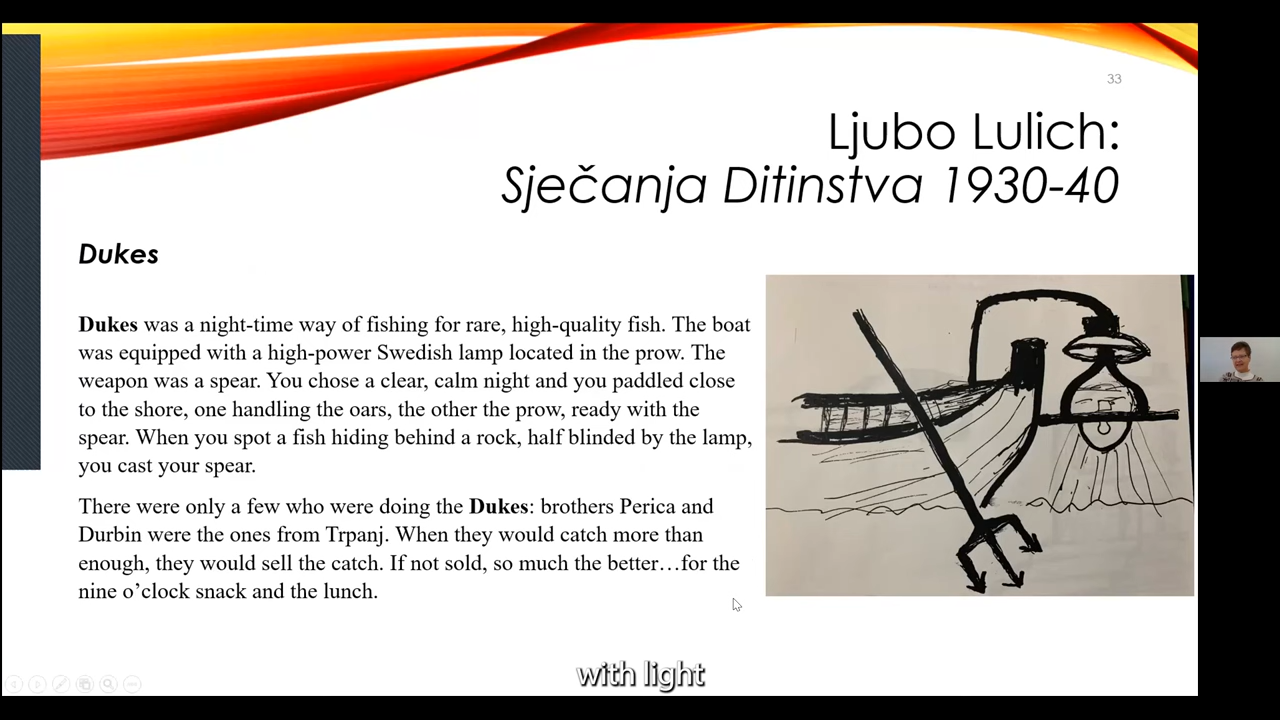 33
Ljubo Lulich:
Sječanja Ditinstva 1930-40
Dukes
Dukes was a night-time way of fishing for rare, high-quality fish. The boat
was equipped with a high-power Swedish lamp located in the prow. The
weapon was a spear. You chose a clear, calm night and you paddled close
to the shore, one handling the oars, the other the prow, ready with the
spear. When you spot a fish hiding behind a rock, half blinded by the lamp,
you cast your spear.
There were only a few who were doing the Dukes: brothers Perica and
Durbin were the ones from Trpanj. When they would catch more than
enough, they would sell the catch. If not sold, so much the better…for the
nine o’clock snack and the lunch.
with light